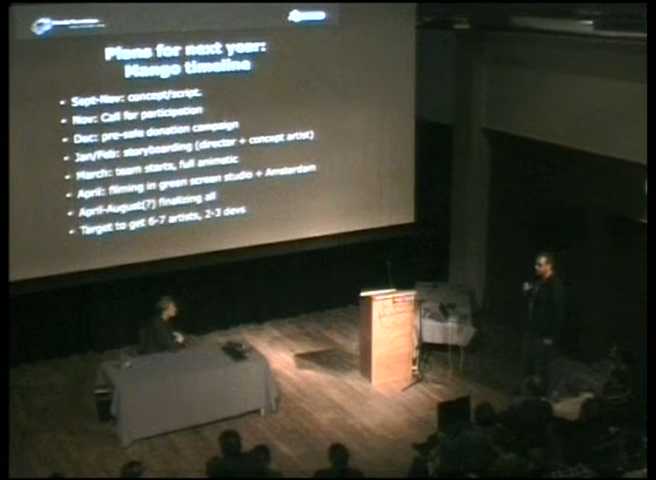 Plans for next year:
Mango timeline
• Sept-Nov: concept/script.
• Nov: Call for participation
• Dec: pre-sale donation campaign
• Jan/Feb: storyboarding (director + concept artist)
• March: team starts, full animatic
• April: filming in green screen studio + Amsterdam
• April-August(?) finalizing all
• Target to get 6-7 artists, 2-3 devs